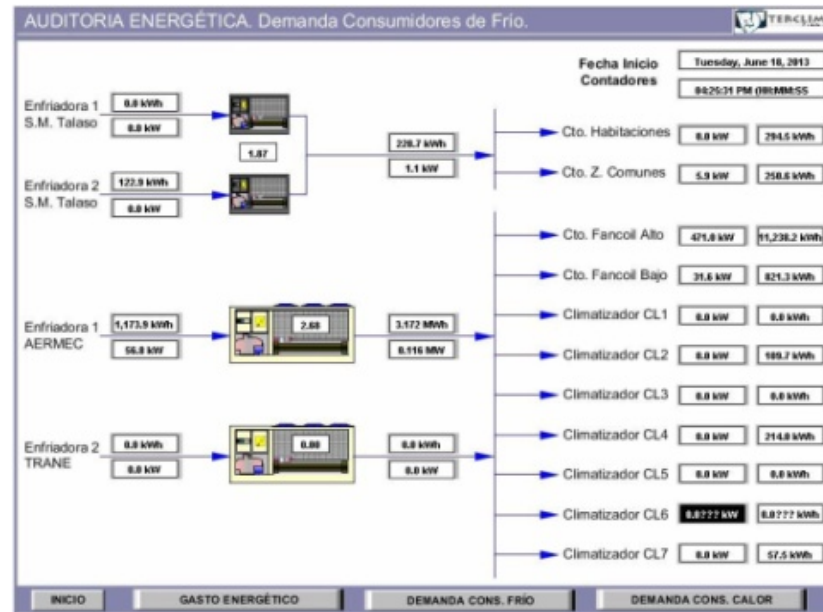 AUDITORIA ENERGÉTICA. Demanda Consumidores de Frío.
TERCLIM
Fecha Inicio Contadores
Tuesday, June 18, 2013
04:25:31 PM (HH:MM:SS
Enfriadora 1 S.M. Talaso
0.0 kWh
0.0 kW
1.87
Enfriadora 2 S.M. Talaso
122.9 kWh
0.0 kW
228.7 kWh
1.1 kW
Cto. Habitaciones 0.0 kW 294.5 kWh
Cto. Z. Comunes 5.9 kW 250.6 kWh
Cto. Fancoil Alto 471.0 kW 11,238.2 kWh
Cto. Fancoil Bajo 31.6 kW 821.3 kWh
Enfriadora 1 AERMEC
1,173.9 kWh
56.8 kW
2.68
3.172 MWh
0.116 MW
Climatizador CL1 0.0 kW 0.0 kWh
Climatizador CL2 0.0 kW 109.7 kWh
Climatizador CL3 0.0 kW 0.0 kWh
Enfriadora 2 TRANE
0.0 kWh
0.0 kW
0.00
0.0 kWh
0.0 kW
Climatizador CL4 0.0 kW 214.0 kWh
Climatizador CL5 0.0 kW 0.0 kWh
Climatizador CL6 0.0??? kW 0.0??? kWh
Climatizador CL7 0.0 kW 57.5 kWh
INICIO GASTO ENERGÉTICO DEMANDA CONS. FRÍO DEMANDA CONS. CALOR